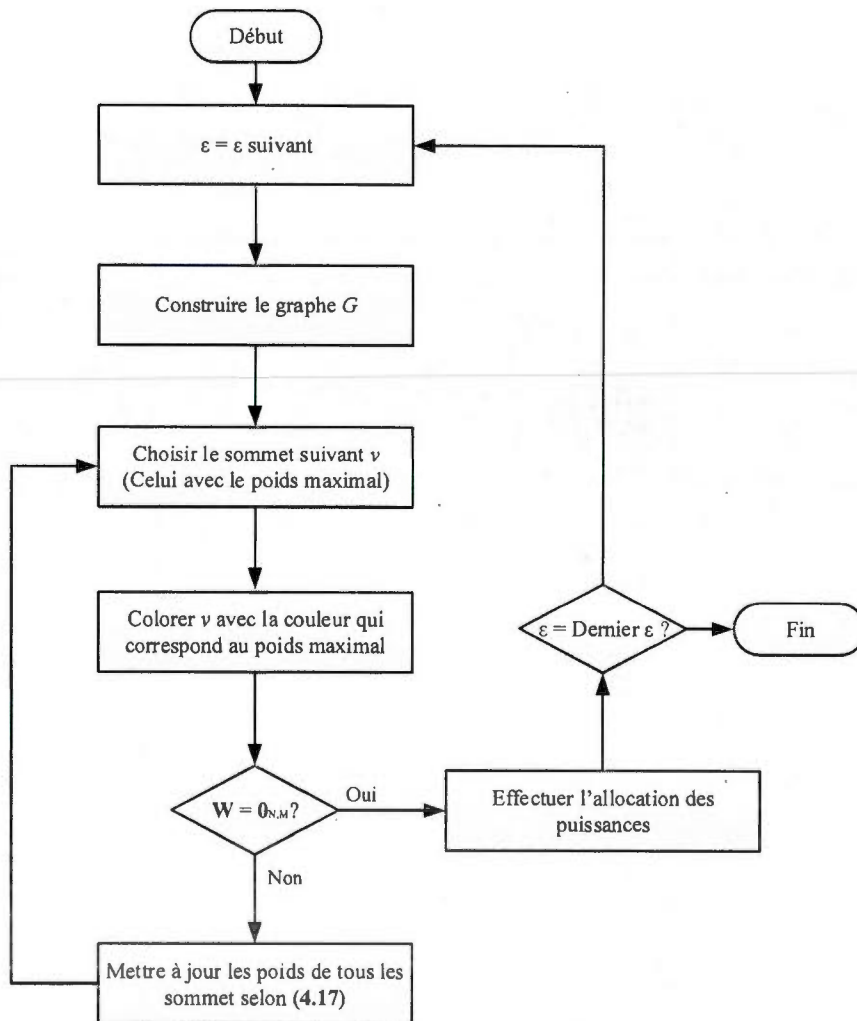 Début
ε = ε suivant
Construire le graphe G
Choisir le sommet suivant v
(Celui avec le poids maximal)
Colorer v avec la couleur qui
correspond au poids maximal
W = 0N,M?
Oui
Non
Effectuer l'allocation des
puissances
ε = Dernier ε ?
Fin
Mettre à jour les poids de tous les
sommet selon (4.17)